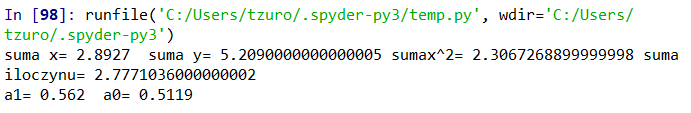 In [98]: runfile('C:/Users/tzuro/.spyder-py3/temp.py', wdir='C:/Users/
tzuro/.spyder-py3')
suma x= 2.8927  suma y= 5.2090000000000005 sumax^2= 2.3067268899999998 suma
iloczynu= 2.7771036000000002
a1= 0.562  a0= 0.5119